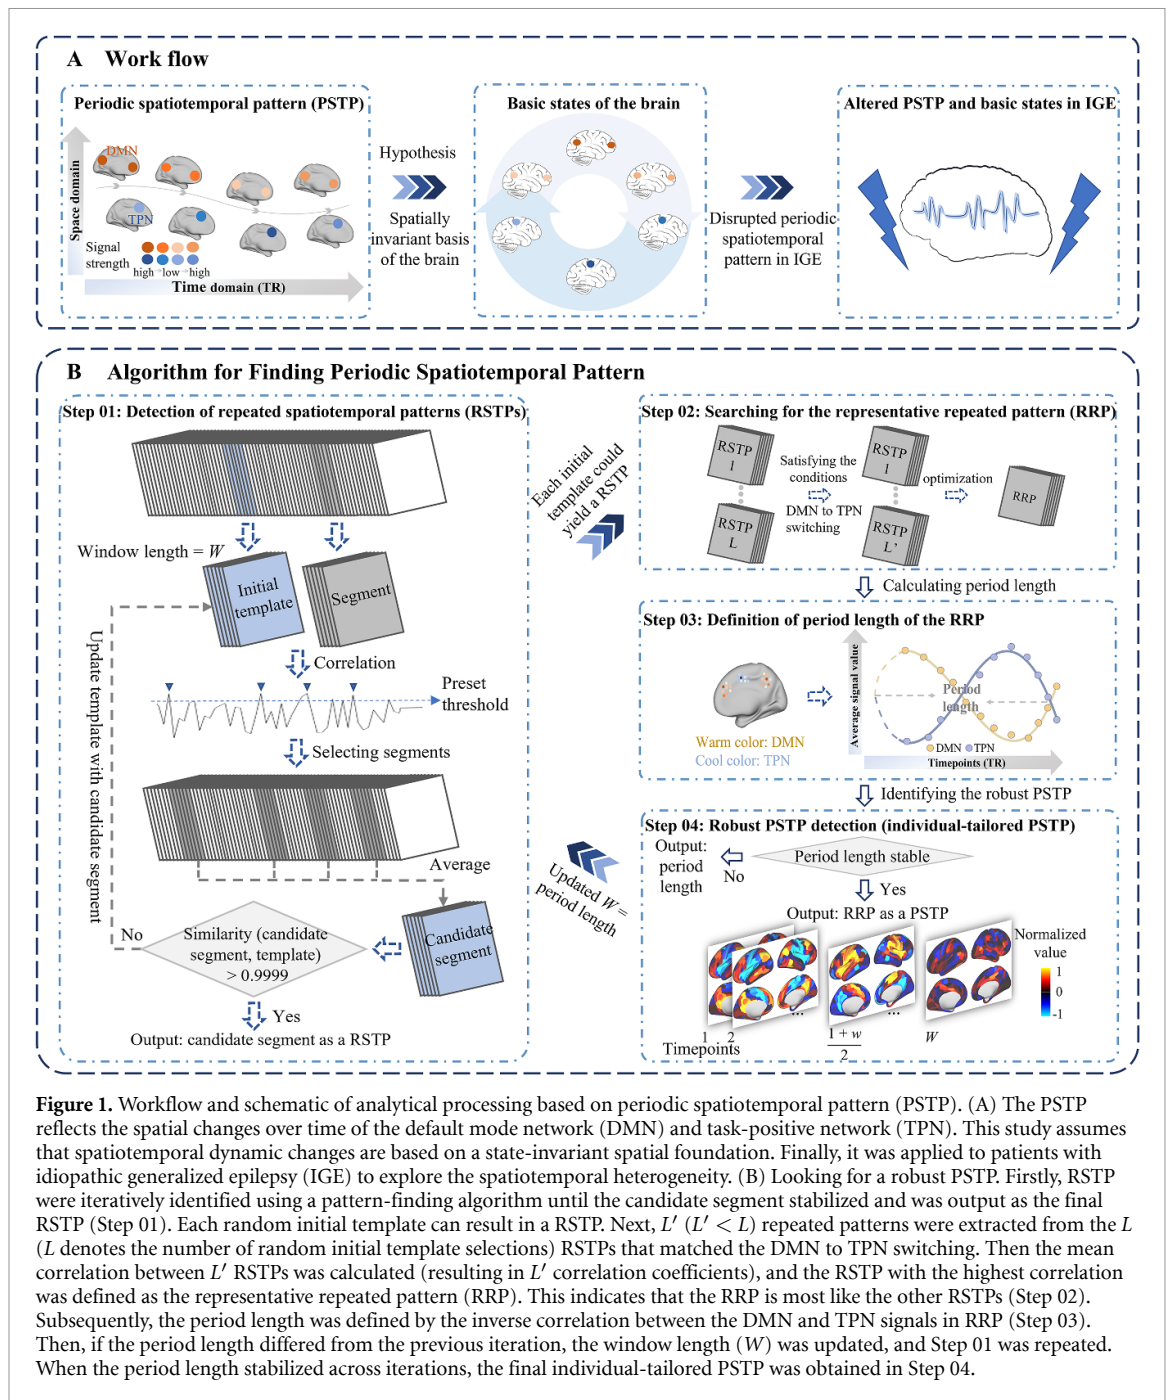 A Work flow
Periodic spatiotemporal pattern (PSTP)
Space domain
DMN
TPN
Signal
strength
high→low→high
Time domain (TR)
Hypothesis
Spatially
invariant basis
of the brain
Basic states of the brain
Disrupted periodic
spatiotemporal
pattern in IGE
Altered PSTP and basic states in IGE
B Algorithm for Finding Periodic Spatiotemporal Pattern
Step 01: Detection of repeated spatiotemporal patterns (RSTPs)
Window length = W
Initial
template
Segment
Correlation
Preset
threshold
Selecting segments
Update template with candidate segment
Average
Candidate
segment
Similarity (candidate
segment, template)
> 0.9999
No
Yes
Output: candidate segment as a RSTP
Each initial
template could
yield a RSTP
Step 02: Searching for the representative repeated pattern (RRP)
RSTP
1
RSTP
L
Satisfying the
conditions
DMN to TPN
switching
RSTP
1
RSTP
L'
optimization
RRP
Calculating period length
Step 03: Definition of period length of the RRP
Warm color: DMN
Cool color: TPN
Average signal value
Period
length
DMN TPN
Timepoints (TR)
Identifying the robust PSTP
Step 04: Robust PSTP detection (individual-tailored PSTP)
Output:
period
length
No
Period length stable
Yes
Output: RRP as a PSTP
Normalized
value
1
0
-1
...
...
1 2
1 + w
2
W
Timepoints
Updated W =
period length
Figure 1. Workflow and schematic of analytical processing based on periodic spatiotemporal pattern (PSTP). (A) The PSTP
reflects the spatial changes over time of the default mode network (DMN) and task-positive network (TPN). This study assumes
that spatiotemporal dynamic changes are based on a state-invariant spatial foundation. Finally, it was applied to patients with
idiopathic generalized epilepsy (IGE) to explore the spatiotemporal heterogeneity. (B) Looking for a robust PSTP. Firstly, RSTP
were iteratively identified using a pattern-finding algorithm until the candidate segment stabilized and was output as the final
RSTP (Step 01). Each random initial template can result in a RSTP. Next, L′ (L′ < L) repeated patterns were extracted from the L
(L denotes the number of random initial template selections) RSTPs that matched the DMN to TPN switching. Then the mean
correlation between L′ RSTPs was calculated (resulting in L′ correlation coefficients), and the RSTP with the highest correlation
was defined as the representative repeated pattern (RRP). This indicates that the RRP is most like the other RSTPs (Step 02).
Subsequently, the period length was defined by the inverse correlation between the DMN and TPN signals in RRP (Step 03).
Then, if the period length differed from the previous iteration, the window length (W) was updated, and Step 01 was repeated.
When the period length stabilized across iterations, the final individual-tailored PSTP was obtained in Step 04.